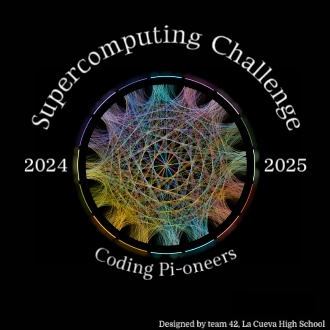 Supercomputing Challenge
2024
2025
Coding Pi-oneers
Designed by team 42, La Cueva High School